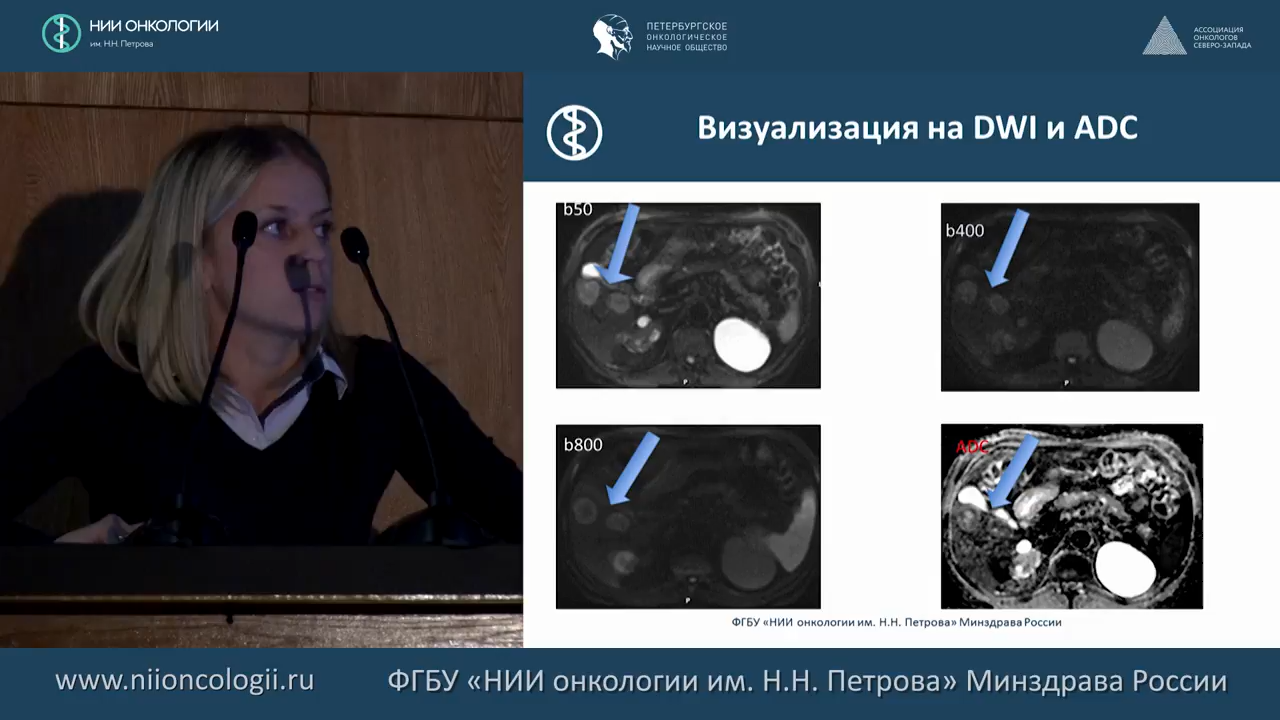 НИИ ОНКОЛОГИИ
им. Н.Н. Петрова
ПЕТЕРБУРГСКОЕ
ОНКОЛОГИЧЕСКОЕ
НАУЧНОЕ ОБЩЕСТВО
АССОЦИАЦИЯ
ОНКОЛОГОВ
СЕВЕРО-ЗАПАДА
Визуализация на DWI и ADC
b50
b400
P
P
b800
ADC
P
ФГБУ «НИИ онкологии им. Н.Н. Петрова» Минздрава России
www.niioncologii.ru
ФГБУ «НИИ онкологии им. Н.Н. Петрова» Минздрава России